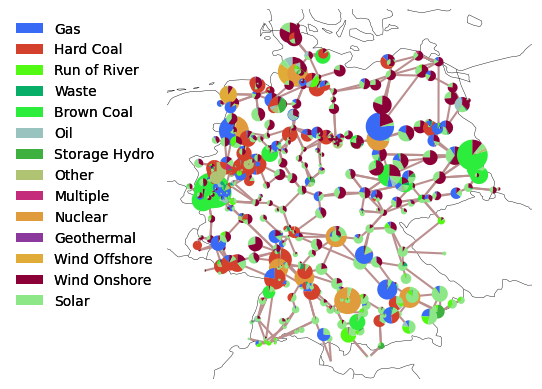 Gas
Hard Coal
Run of River
Waste
Brown Coal
Oil
Storage Hydro
Other
Multiple
Nuclear
Geothermal
Wind Offshore
Wind Onshore
Solar